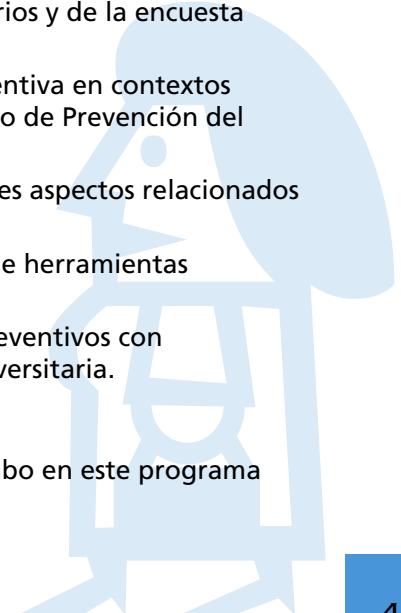 rios y de la encuesta
entiva en contextos
o de Prevención del
es aspectos relacionados
e herramientas
eventivos con
versitaria.
abo en este programa
4